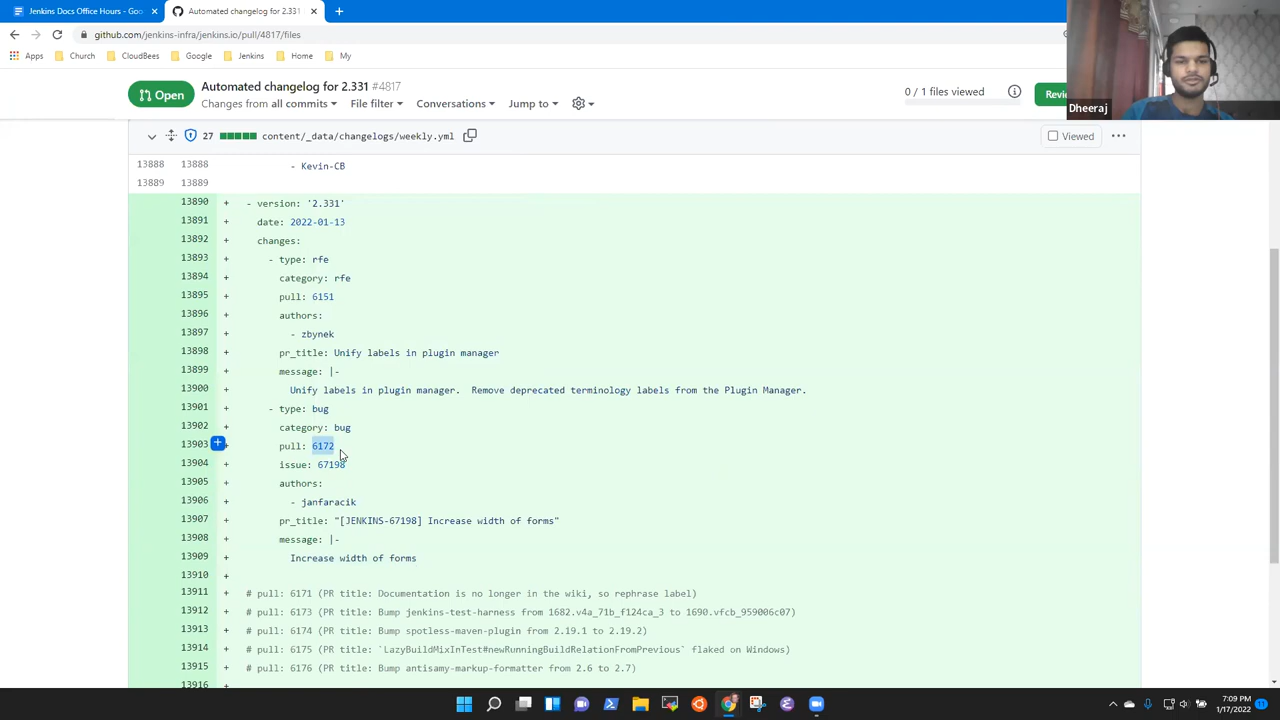 Jenkins Docs Office Hours - Goo
Automated changelog for 2.331
github.com/jenkins-infra/jenkins.io/pull/4817/files
Apps Church CloudBees Google Jenkins Home My
Open
Automated changelog for 2.331 #4817
Changes from all commits File filter Conversations Jump to
0 / 1 files viewed
Dheeraj
27 content/_data/changelogs/weekly.yml
Viewed
13888 13888 - Kevin-CB
13889 13889
13890 + - version: '2.331'
13891 + date: 2022-01-13
13892 + changes:
13893 + - type: rfe
13894 + category: rfe
13895 + pull: 6151
13896 + authors:
13897 + - zbynek
13898 + pr_title: Unify labels in plugin manager
13899 + message: |-
13900 + Unify labels in plugin manager. Remove deprecated terminology labels from the Plugin Manager.
13901 + - type: bug
13902 + category: bug
13903 + pull: 6172
13904 + issue: 67198
13905 + authors:
13906 + - janfaracik
13907 + pr_title: "[JENKINS-67198] Increase width of forms"
13908 + message: |-
13909 + Increase width of forms
13910 +
13911 + # pull: 6171 (PR title: Documentation is no longer in the wiki, so rephrase label)
13912 + # pull: 6173 (PR title: Bump jenkins-test-harness from 1682.v4a_71b_f124ca_3 to 1690.vfcb_959006c07)
13913 + # pull: 6174 (PR title: Bump spotless-maven-plugin from 2.19.1 to 2.19.2)
13914 + # pull: 6175 (PR title: `LazyBuildMixInTest#newRunningBuildRelationFromPrevious` flaked on Windows)
13915 + # pull: 6176 (PR title: Bump antisamy-markup-formatter from 2.6 to 2.7)
13916 +
7:09 PM
1/17/2022